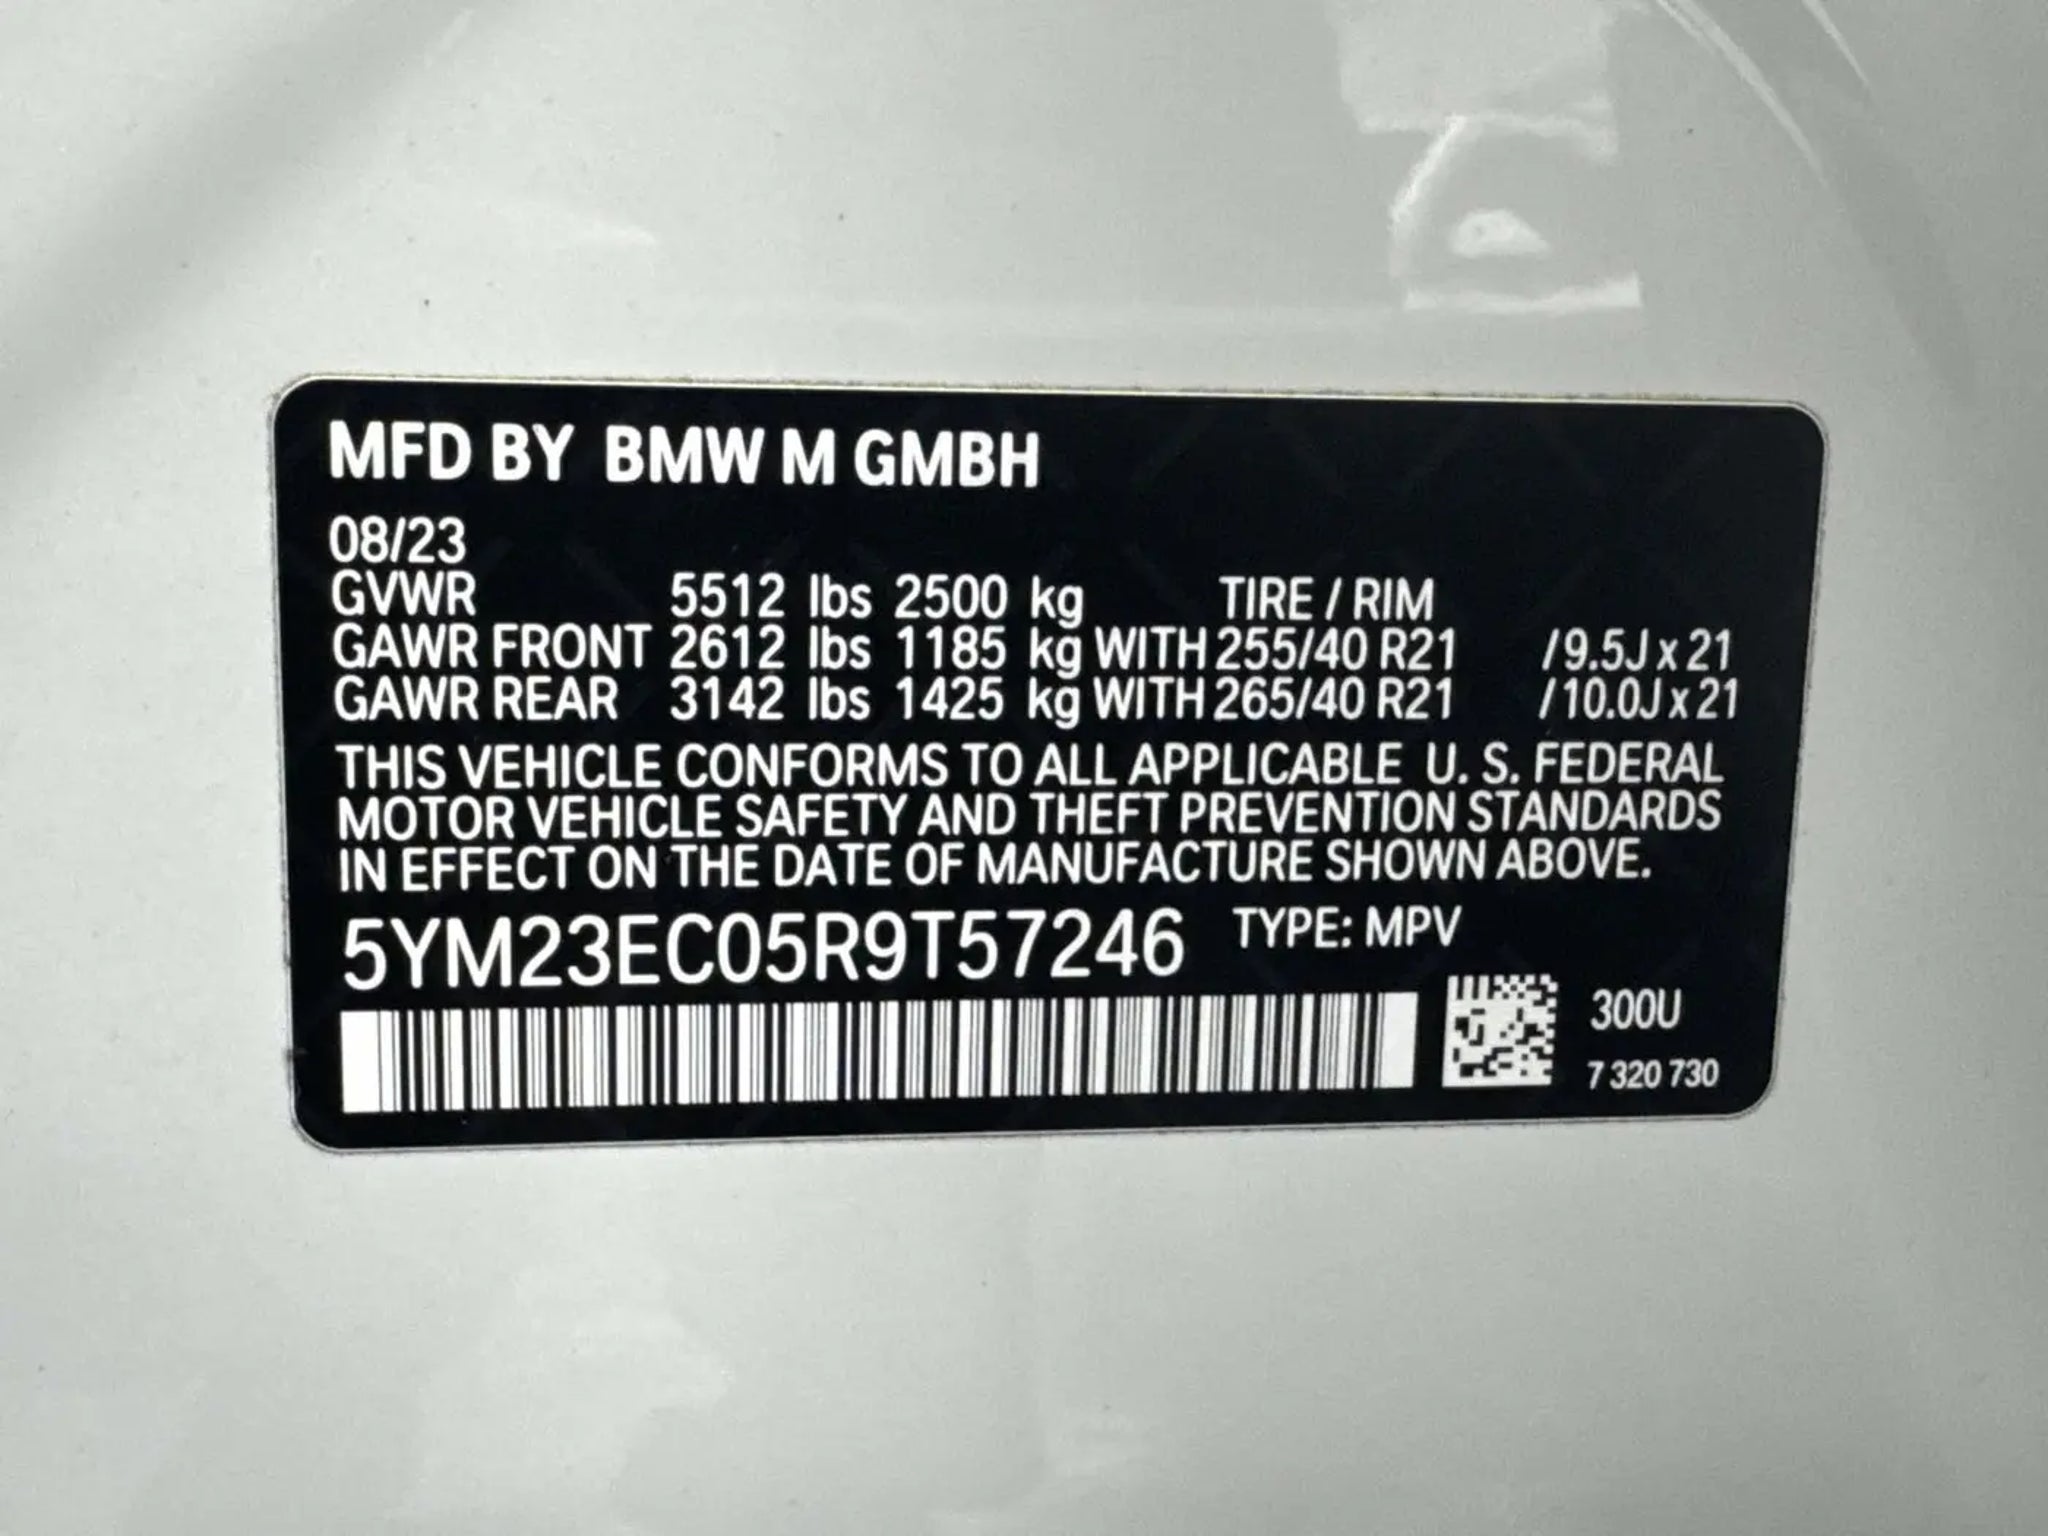 MFD BY BMW M GMBH
08/23
GVWR 5512 lbs 2500 kg TIRE / RIM
GAWR FRONT 2612 lbs 1185 kg WITH 255/40 R21 /9.5J x 21
GAWR REAR 3142 lbs 1425 kg WITH 265/40 R21 /10.0J x 21
THIS VEHICLE CONFORMS TO ALL APPLICABLE U. S. FEDERAL
MOTOR VEHICLE SAFETY AND THEFT PREVENTION STANDARDS
IN EFFECT ON THE DATE OF MANUFACTURE SHOWN ABOVE.
5YM23EC05R9T57246 TYPE: MPV
300U
7 320 730